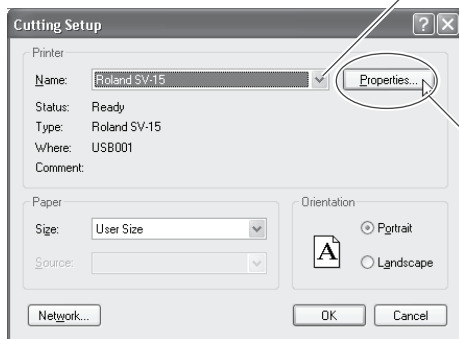 Cutting Setup
Printer
Name: Roland SV-15 Properties...
Status: Ready
Type: Roland SV-15
Where: USB001
Comment:
Paper
Size: User Size
Source:
Orientation
A
Portrait
Landscape
Network... OK Cancel